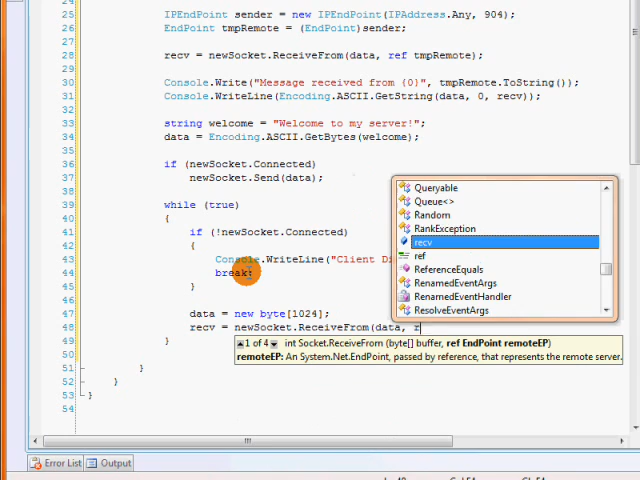 24
25 IPEndPoint sender = new IPEndPoint(IPAddress.Any, 904);
26 EndPoint tmpRemote = (EndPoint)sender;
27
28 recv = newSocket.ReceiveFrom(data, ref tmpRemote);
29
30 Console.Write("Message received from {0}", tmpRemote.ToString());
31 Console.WriteLine(Encoding.ASCII.GetString(data, 0, recv));
32
33 string welcome = "Welcome to my server!";
34 data = Encoding.ASCII.GetBytes(welcome);
35
36 if (newSocket.Connected)
37 newSocket.Send(data);
38
39 while (true)
40 {
41 if (!newSocket.Connected)
42 {
43 Console.WriteLine("Client Di
44 break;
45 }
46
47 data = new byte[1024];
48 recv = newSocket.ReceiveFrom(data, r
49 }
50
51 }
52 }
53 }
54
Queryable
Queue<>
Random
RankException
recv
ref
ReferenceEquals
RenamedEventArgs
RenamedEventHandler
ResolveEventArgs
1 of 4 int Socket.ReceiveFrom (byte[] buffer, ref EndPoint remoteEP)
remoteEP: An System.Net.EndPoint, passed by reference, that represents the remote server.
Error List Output